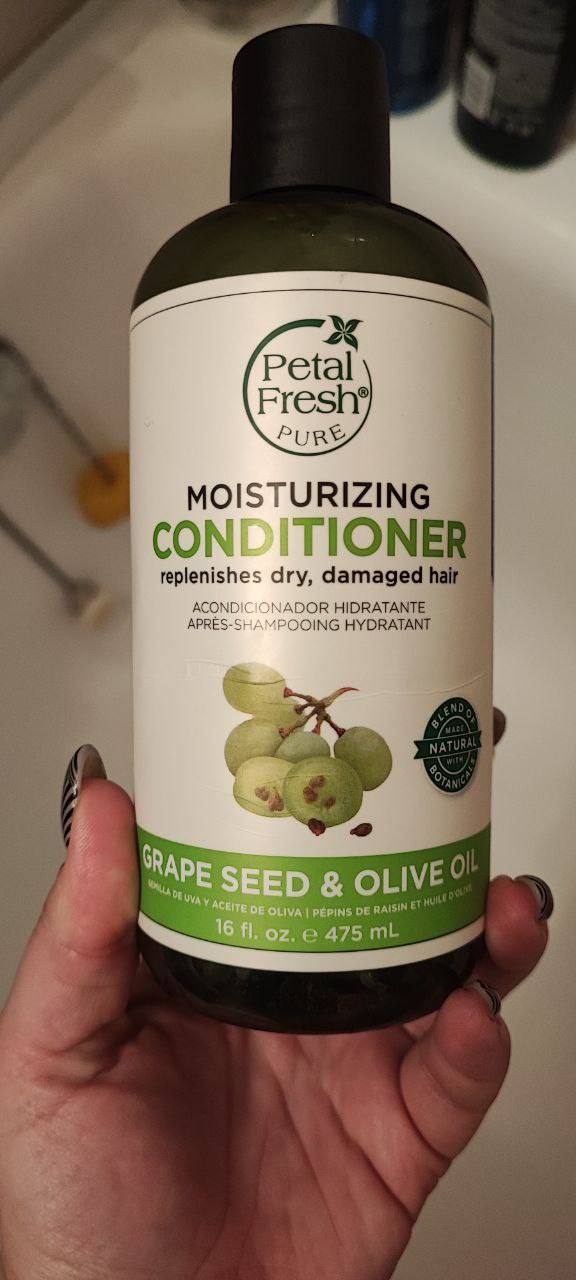 Petal
Fresh®
PURE
MOISTURIZING
CONDITIONER
replenishes dry, damaged hair
ACONDICIONADOR HIDRATANTE
APRÈS-SHAMPOOING HYDRATANT
BLEND OF
MADE
NATURAL
WITH
BOTANICALS
GRAPE SEED & OLIVE OIL
SEMILLA DE UVA Y ACEITE DE OLIVA | PÉPINS DE RAISIN ET HUILE D'OLIVE
16 fl. oz. ℮ 475 mL